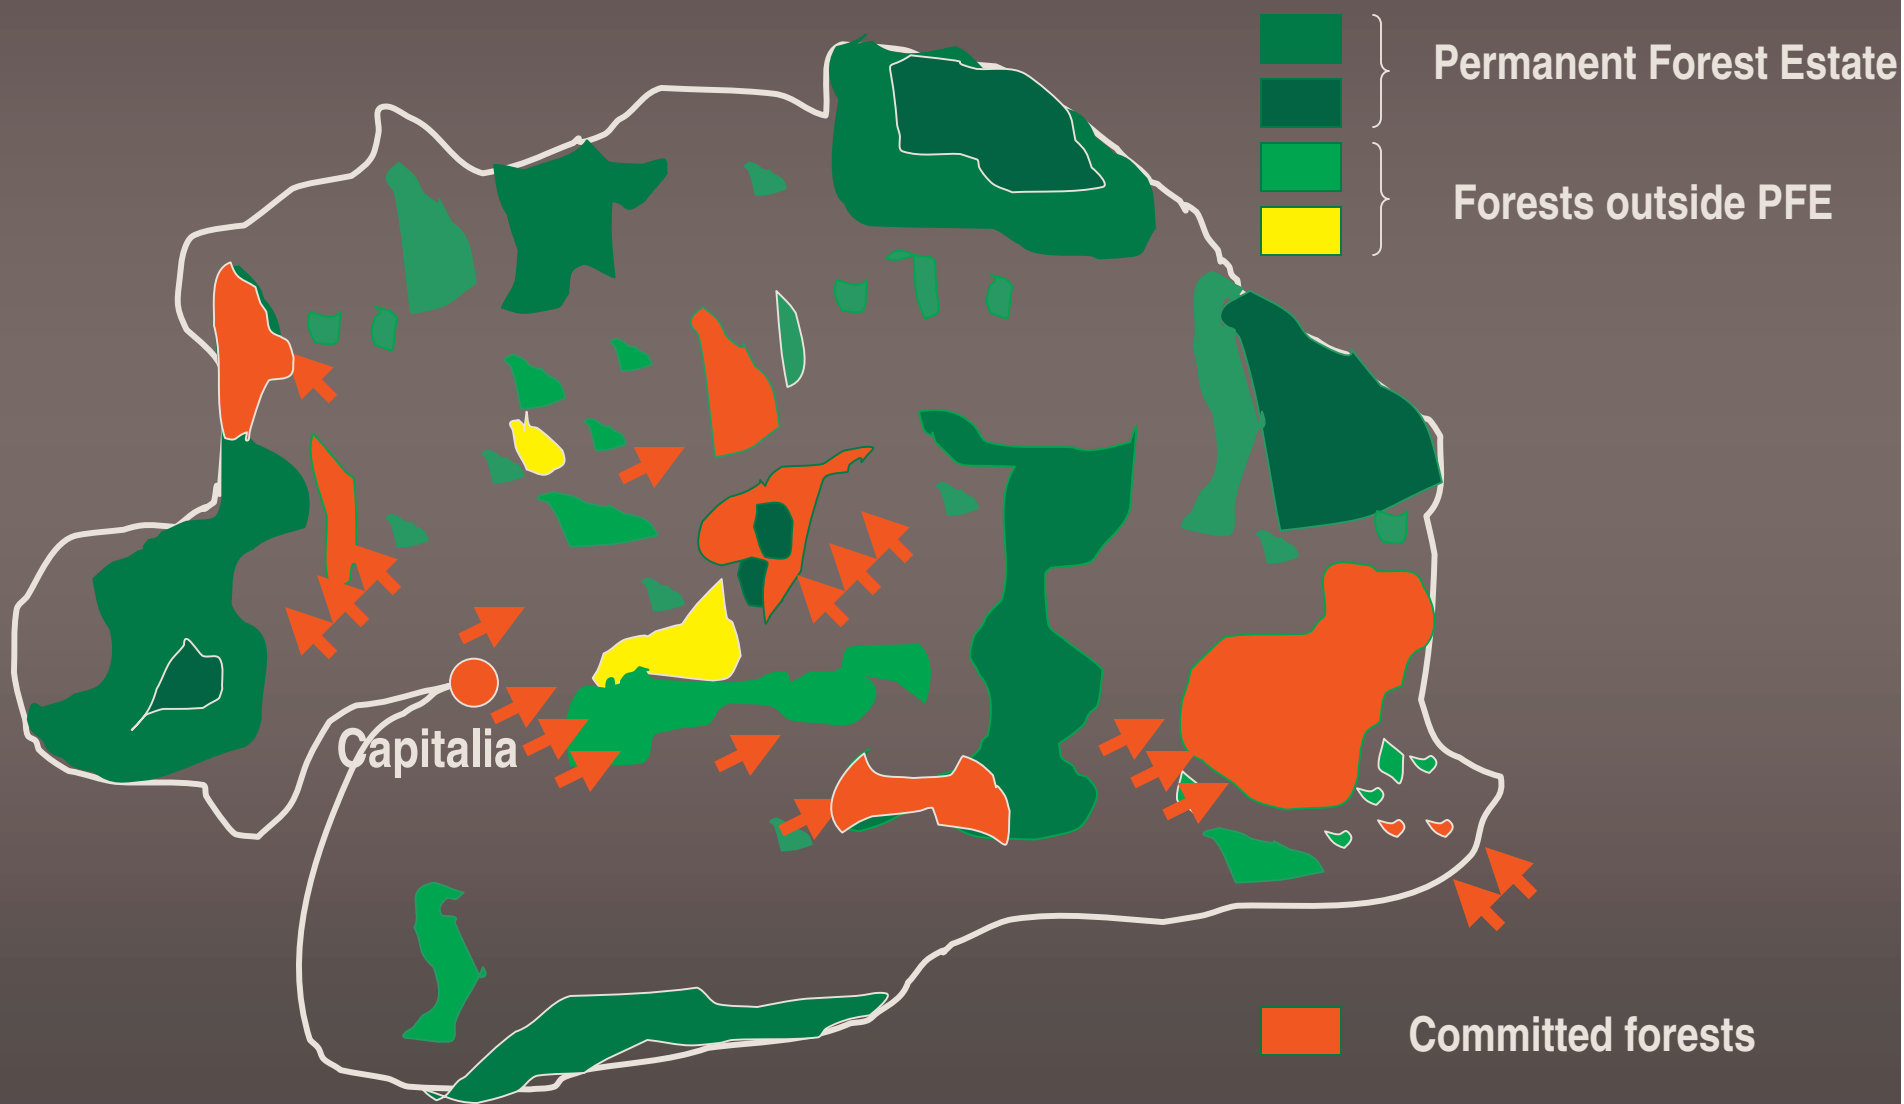 Permanent Forest Estate
Forests outside PFE
Capitalia
Committed forests